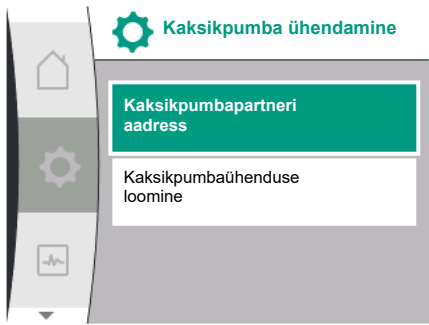 Kaksikpumba ühendamine
Kaksikpumbapartneri
aadress
Kaksikpumbaühenduse
loomine